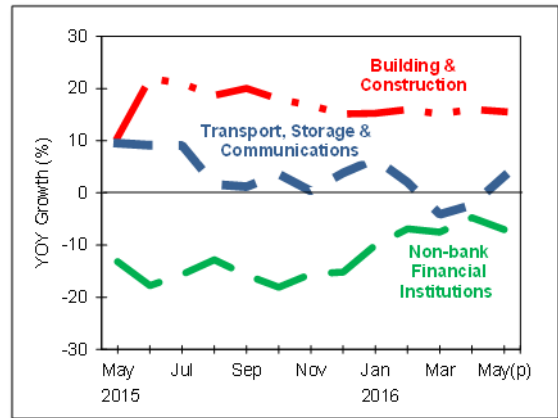 30
20
10
0
-10
-20
-30
YOY Growth (%)
Building &
Construction
Transport, Storage &
Communications
Non-bank
Financial
Institutions
May Jul Sep Nov Jan Mar May(p)
2015 2016